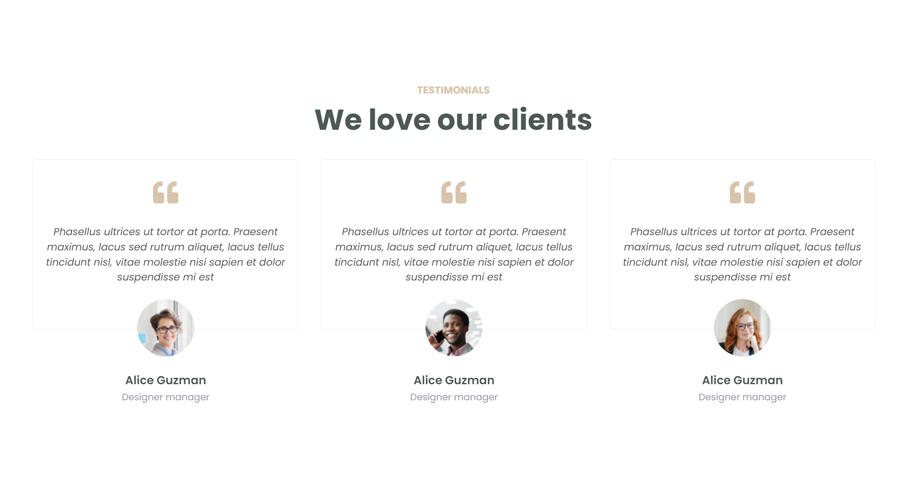 TESTIMONIALS
We love our clients
Phasellus ultrices ut tortor at porta. Praesent
maximus, lacus sed rutrum aliquet, lacus tellus
tincidunt nisl, vitae molestie nisi sapien et dolor
suspendisse mi est
Alice Guzman
Designer manager
Phasellus ultrices ut tortor at porta. Praesent
maximus, lacus sed rutrum aliquet, lacus tellus
tincidunt nisl, vitae molestie nisi sapien et dolor
suspendisse mi est
Alice Guzman
Designer manager
Phasellus ultrices ut tortor at porta. Praesent
maximus, lacus sed rutrum aliquet, lacus tellus
tincidunt nisl, vitae molestie nisi sapien et dolor
suspendisse mi est
Alice Guzman
Designer manager